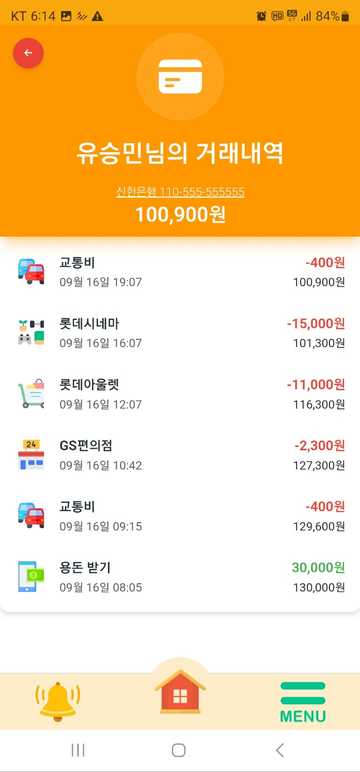 KT 6:14 84%
유승민님의 거래내역
신한은행 110-555-555555
100,900원
교통비 -400원
09월 16일 19:07 100,900원
롯데시네마 -15,000원
09월 16일 16:07 101,300원
롯데아울렛 -11,000원
09월 16일 12:07 116,300원
24
GS편의점 -2,300원
09월 16일 10:42 127,300원
교통비 -400원
09월 16일 09:15 129,600원
용돈 받기 30,000원
09월 16일 08:05 130,000원
MENU